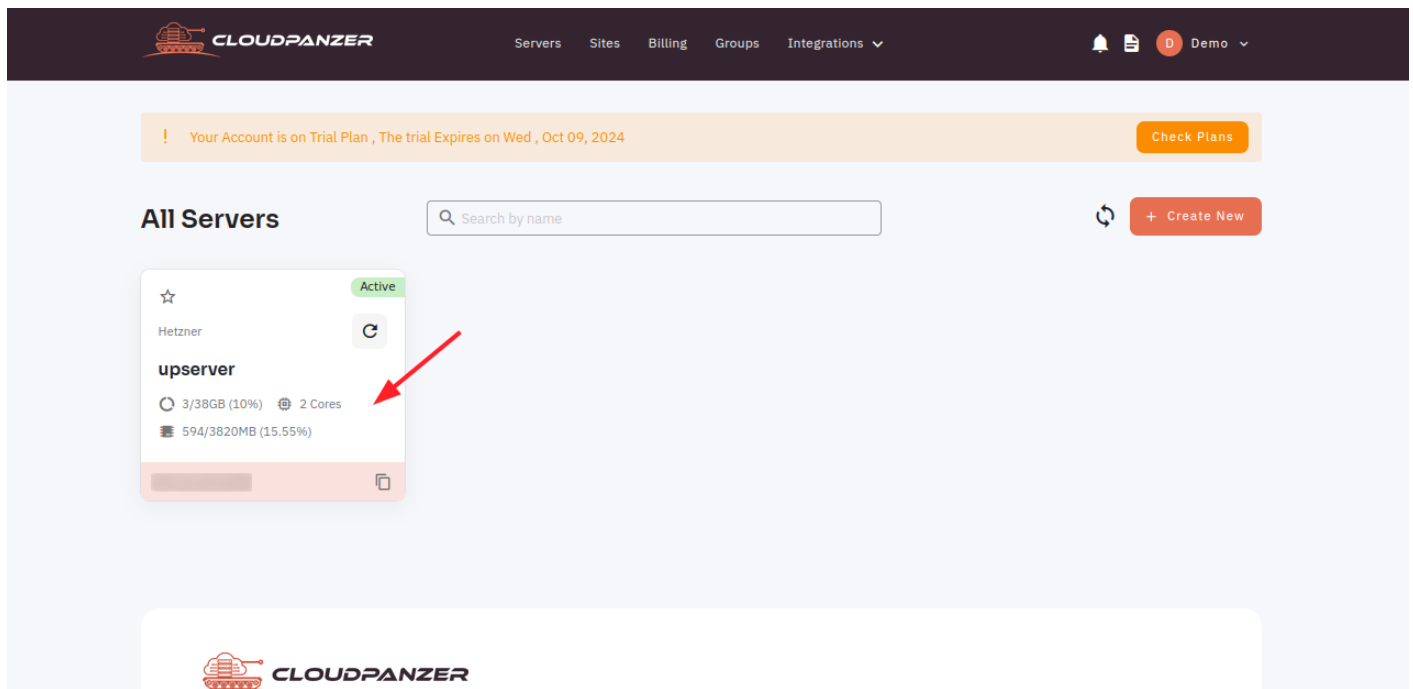 CLOUDPANZER Servers Sites Billing Groups Integrations D Demo
! Your Account is on Trial Plan , The trial Expires on Wed , Oct 09, 2024 Check Plans
All Servers Search by name + Create New
Active
Hetzner
upserver
3/38GB (10%) 2 Cores
594/3820MB (15.55%)
CLOUDPANZER